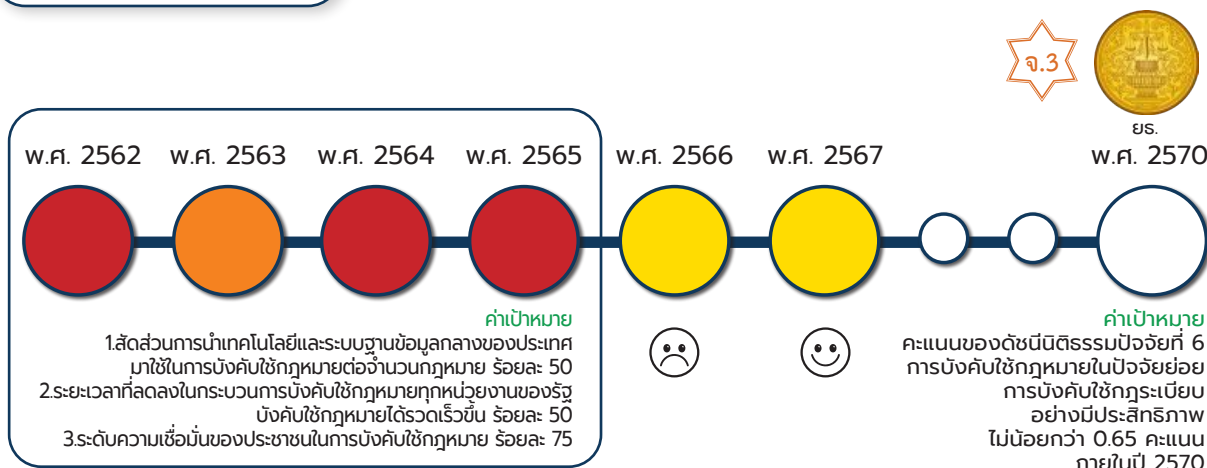 จ.3
ยธ.
พ.ศ. 2562 พ.ศ. 2563 พ.ศ. 2564 พ.ศ. 2565 พ.ศ. 2566 พ.ศ. 2567 พ.ศ. 2570
ค่าเป้าหมาย
1.สัดส่วนการนำเทคโนโลยีและระบบฐานข้อมูลกลางของประเทศ
มาใช้ในการบังคับใช้กฎหมายต่อจำนวนกฎหมาย ร้อยละ 50
2.ระยะเวลาที่ลดลงในกระบวนการบังคับใช้กฎหมายทุกหน่วยงานของรัฐ
บังคับใช้กฎหมายได้รวดเร็วขึ้น ร้อยละ 50
3.ระดับความเชื่อมั่นของประชาชนในการบังคับใช้กฎหมาย ร้อยละ 75
ค่าเป้าหมาย
คะแนนของดัชนีนิติธรรมปัจจัยที่ 6
การบังคับใช้กฎหมายในปัจจัยย่อย
การบังคับใช้กฎระเบียบ
อย่างมีประสิทธิภาพ
ไม่น้อยกว่า 0.65 คะแนน
ภายในปี 2570